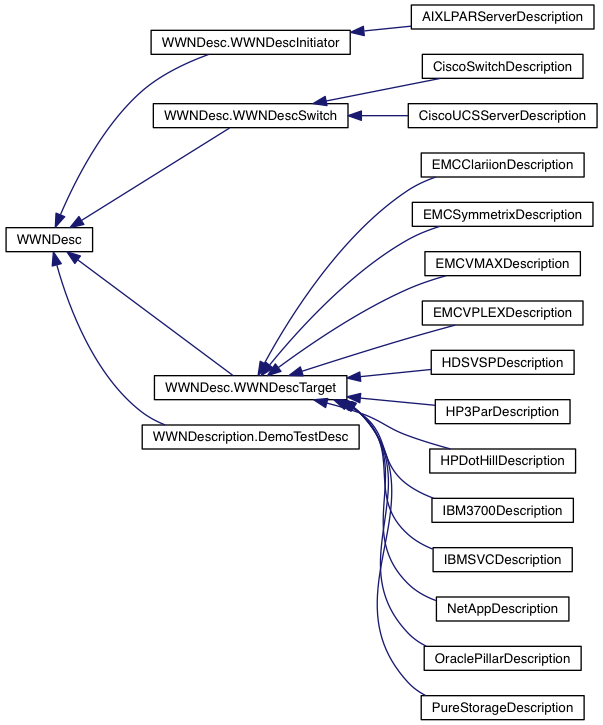 AIXLPARServerDescription
WWNDesc.WWNDescInitiator
CiscoSwitchDescription
WWNDesc.WWNDescSwitch
CiscoUCSServerDescription
EMCClariionDescription
EMCSymmetrixDescription
WWNDesc
EMCVMAXDescription
EMCVPLEXDescription
HDSVSPDescription
WWNDesc.WWNDescTarget
HP3ParDescription
WWNDescription.DemoTestDesc
HPDotHillDescription
IBM3700Description
IBMSVCDescription
NetAppDescription
OraclePillarDescription
PureStorageDescription